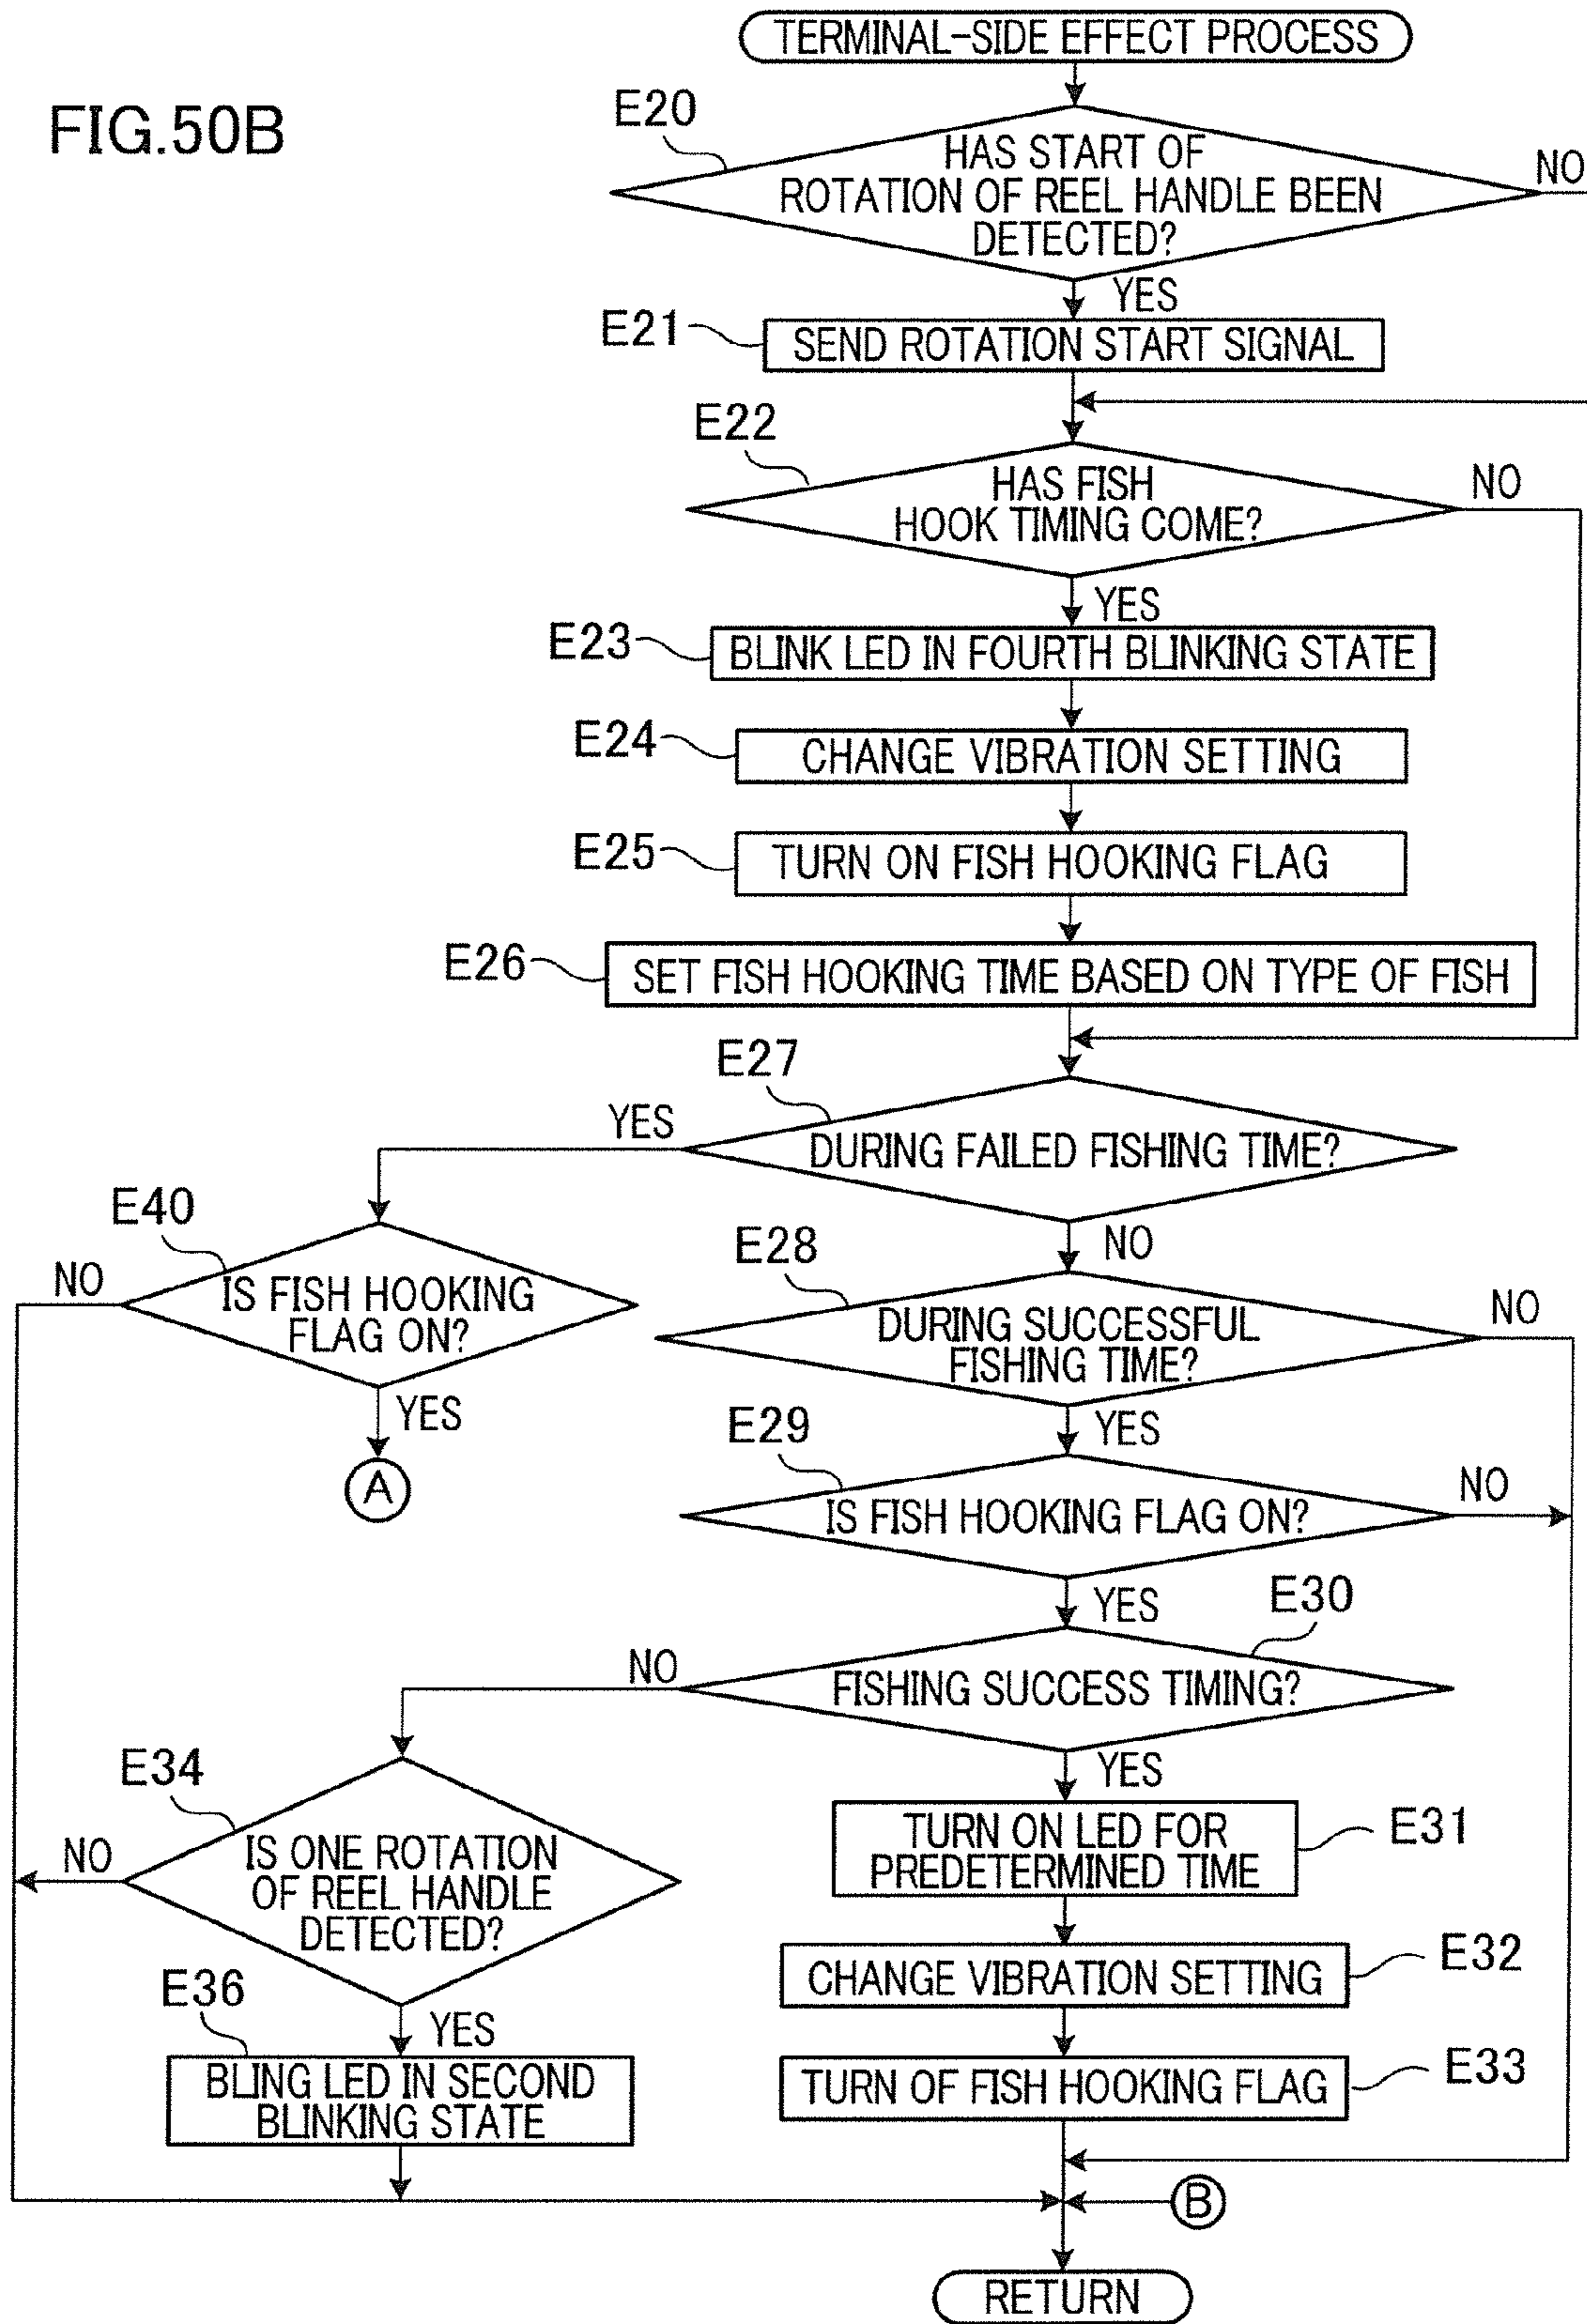 FIG.50B
TERMINAL-SIDE EFFECT PROCESS
E20
HAS START OF
ROTATION OF REEL HANDLE BEEN
DETECTED?
NO
YES
E21
SEND ROTATION START SIGNAL
E22
HAS FISH
HOOK TIMING COME?
NO
YES
E23
BLINK LED IN FOURTH BLINKING STATE
E24
CHANGE VIBRATION SETTING
E25
TURN ON FISH HOOKING FLAG
E26
SET FISH HOOKING TIME BASED ON TYPE OF FISH
E27
DURING FAILED FISHING TIME?
YES
NO
E40
IS FISH HOOKING
FLAG ON?
NO
YES
A
E28
DURING SUCCESSFUL
FISHING TIME?
NO
YES
E29
IS FISH HOOKING FLAG ON?
NO
YES
E30
FISHING SUCCESS TIMING?
NO
YES
E34
IS ONE ROTATION
OF REEL HANDLE
DETECTED?
NO
YES
E36
BLING LED IN SECOND
BLINKING STATE
TURN ON LED FOR
PREDETERMINED TIME
E31
CHANGE VIBRATION SETTING
E32
TURN OF FISH HOOKING FLAG
E33
B
RETURN